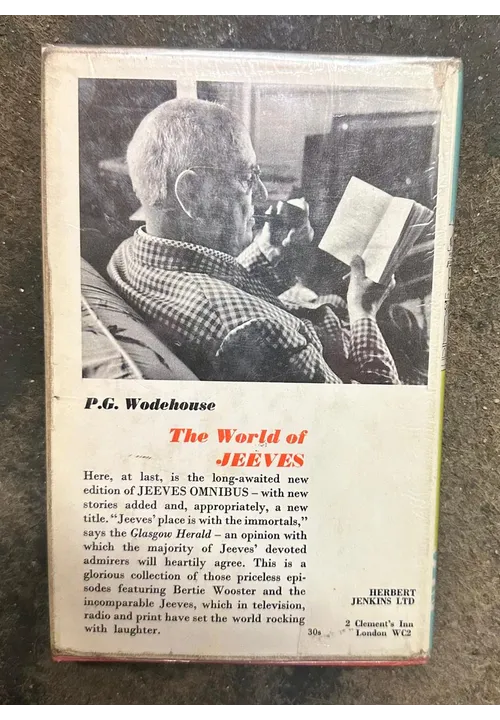 P.G. Wodehouse
The World of
JEEVES
Here, at last, is the long-awaited new
edition of JEEVES OMNIBUS – with new
stories added and, appropriately, a new
title. “Jeeves’ place is with the immortals,”
says the Glasgow Herald – an opinion with
which the majority of Jeeves’ devoted
admirers will heartily agree. This is a
glorious collection of those priceless epi-
sodes featuring Bertie Wooster and the
incomparable Jeeves, which in television,
radio and print have set the world rocking
with laughter.
30s
HERBERT
JENKINS LTD
2 Clement's Inn
London WC2